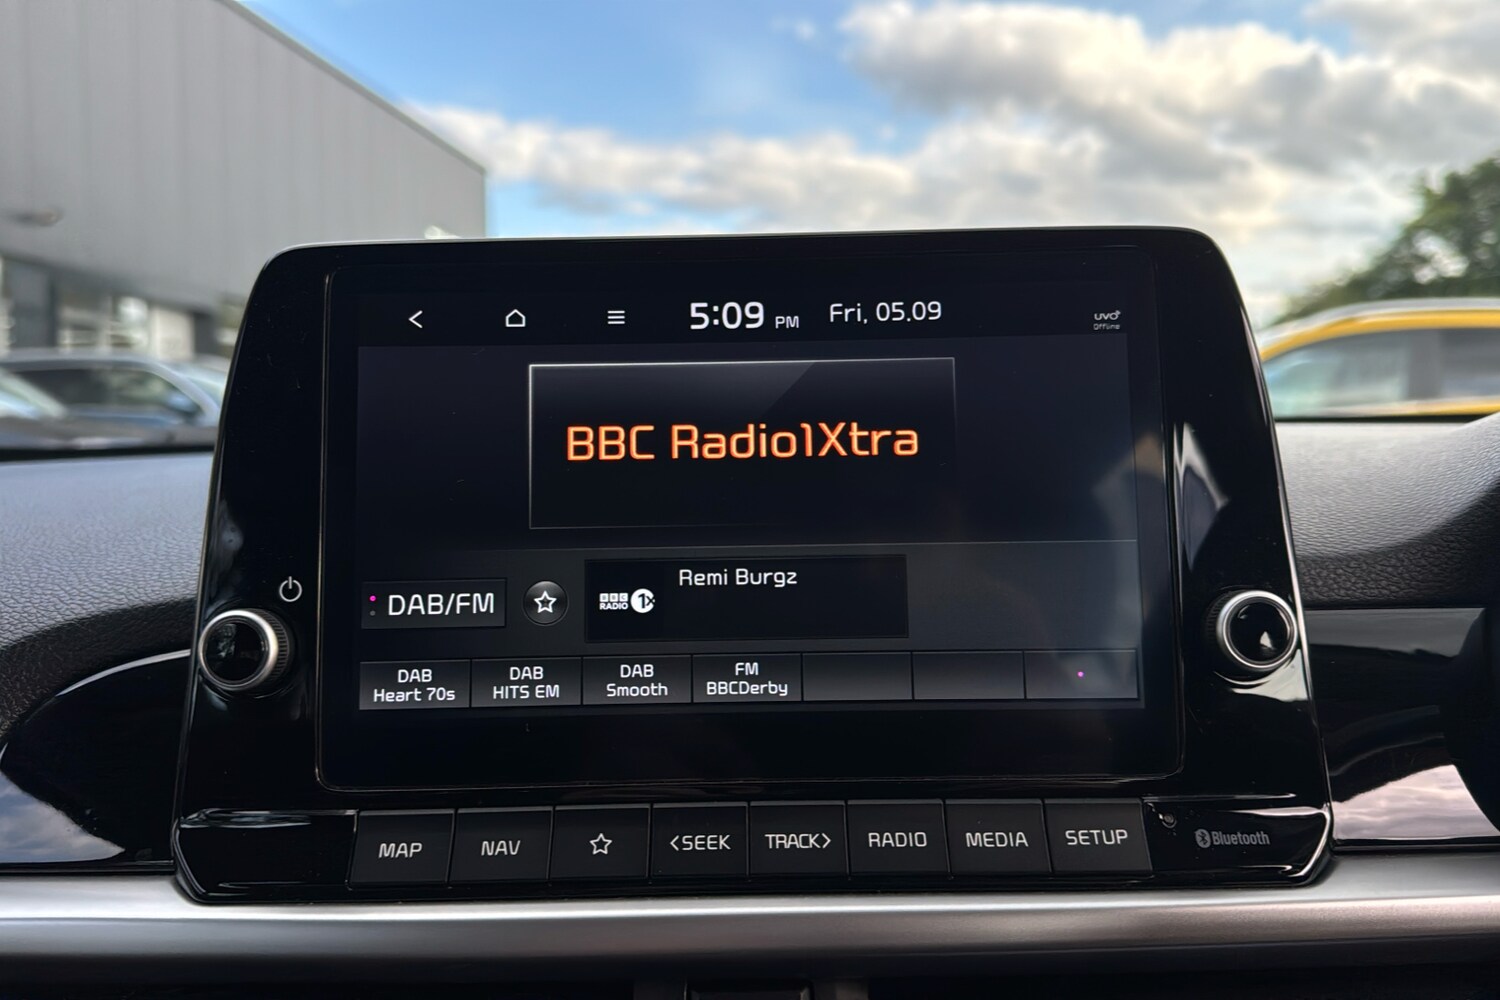 5:09 PM Fri, 05.09
UVO
Offline
BBC Radio1Xtra
Remi Burgz
BBC
RADIO 1X
DAB/FM
DAB
Heart 70s
DAB
HITS EM
DAB
Smooth
FM
BBCDerby
MAP
NAV
<SEEK
TRACK>
RADIO
MEDIA
SETUP
Bluetooth